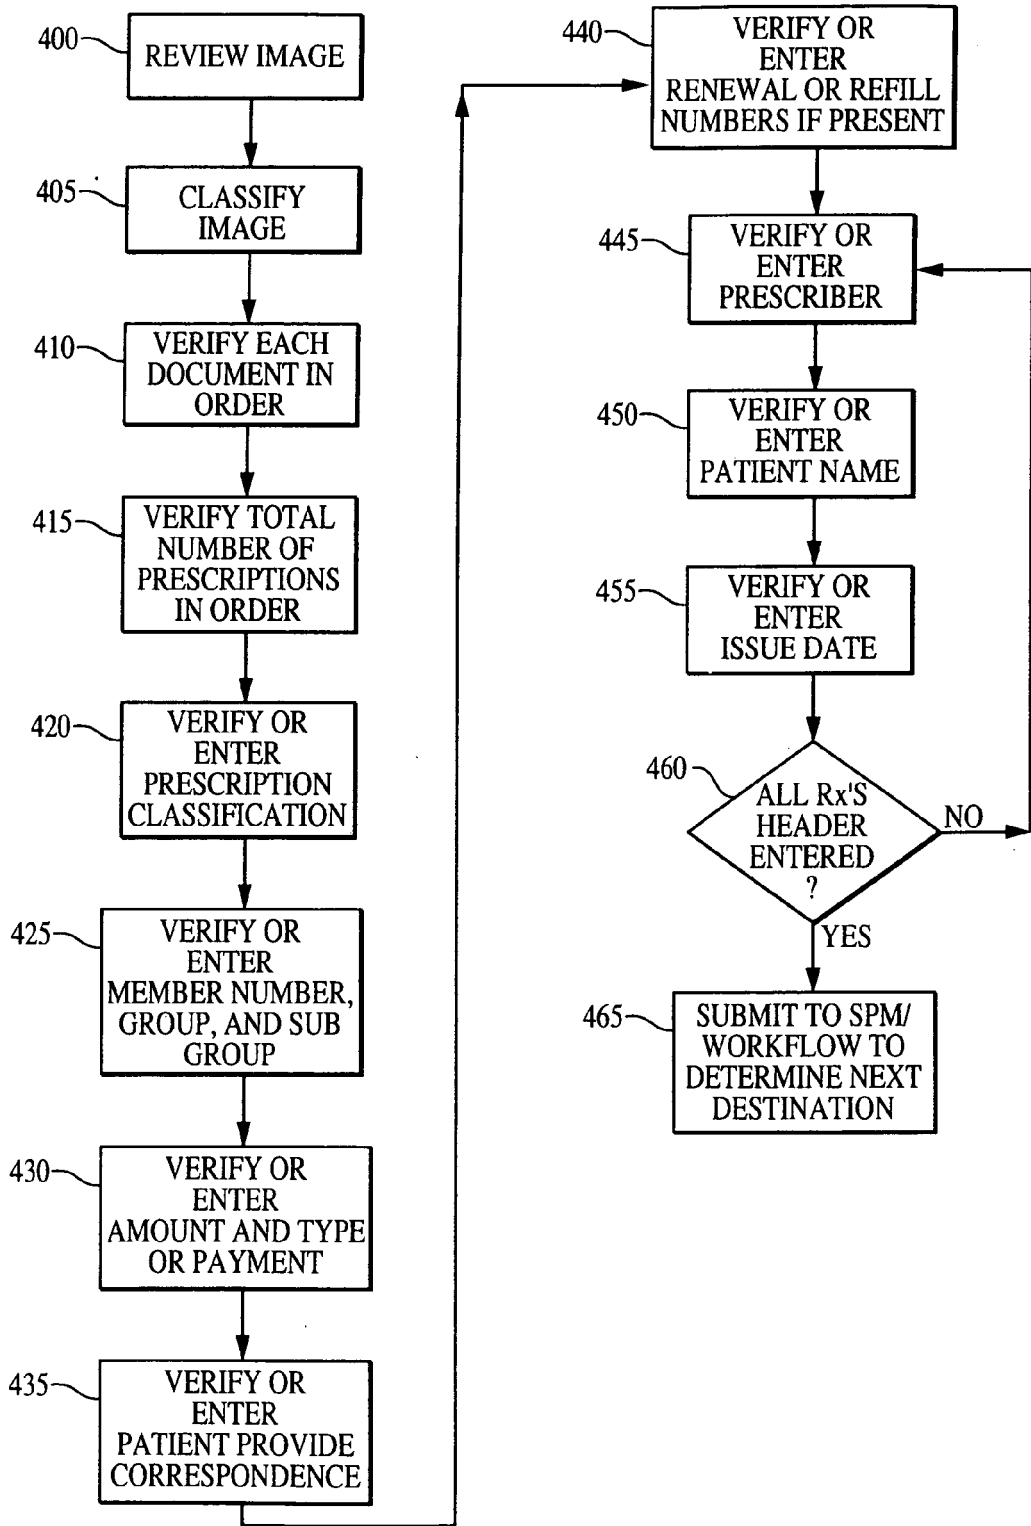 400
REVIEW IMAGE
405
CLASSIFY
IMAGE
410
VERIFY EACH
DOCUMENT IN
ORDER
415
VERIFY TOTAL
NUMBER OF
PRESCRIPTIONS
IN ORDER
420
VERIFY OR
ENTER
PRESCRIPTION
CLASSIFICATION
425
VERIFY OR
ENTER
MEMBER NUMBER,
GROUP, AND SUB
GROUP
430
VERIFY OR
ENTER
AMOUNT AND TYPE
OR PAYMENT
435
VERIFY OR
ENTER
PATIENT PROVIDE
CORRESPONDENCE
440
VERIFY OR
ENTER
RENEWAL OR REFILL
NUMBERS IF PRESENT
445
VERIFY OR
ENTER
PRESCRIBER
450
VERIFY OR
ENTER
PATIENT NAME
455
VERIFY OR
ENTER
ISSUE DATE
460
ALL Rx'S
HEADER
ENTERED
?
NO
YES
465
SUBMIT TO SPM/
WORKFLOW TO
DETERMINE NEXT
DESTINATION